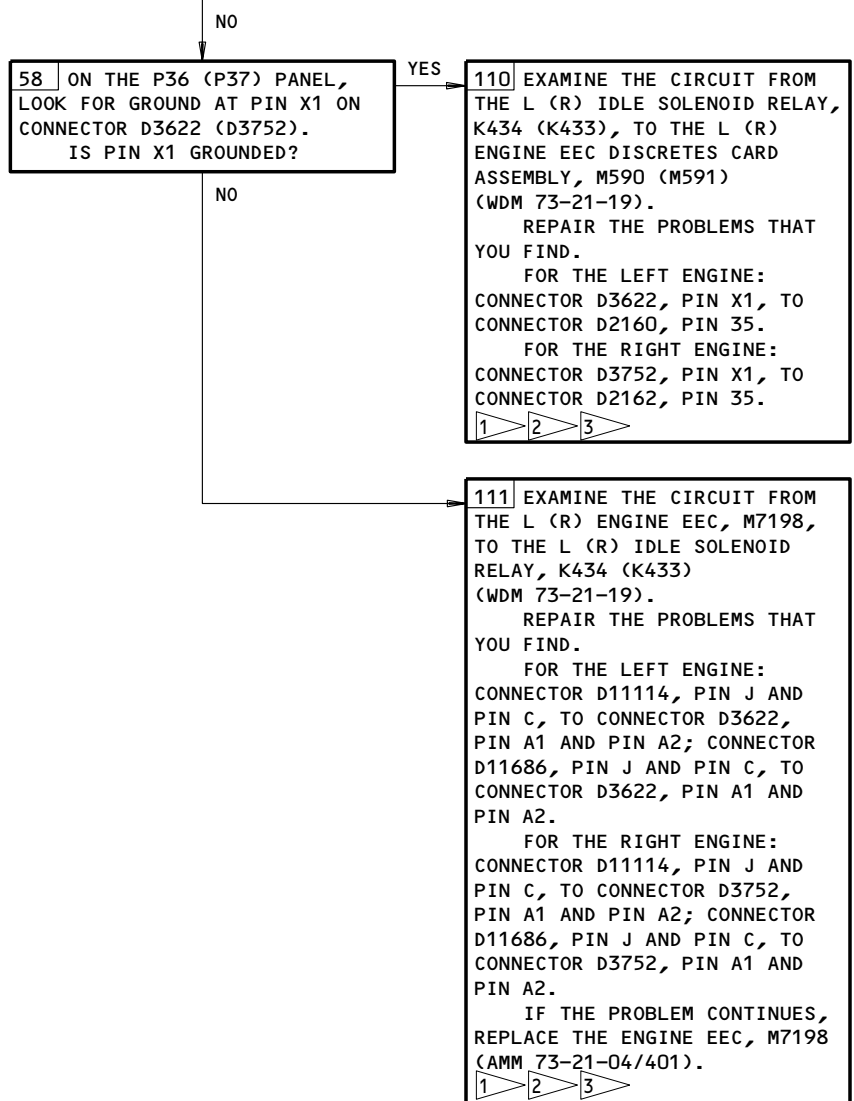 NO
58 ON THE P36 (P37) PANEL,
LOOK FOR GROUND AT PIN X1 ON
CONNECTOR D3622 (D3752).
IS PIN X1 GROUNDED?
YES
110 EXAMINE THE CIRCUIT FROM
THE L (R) IDLE SOLENOID RELAY,
K434 (K433), TO THE L (R)
ENGINE EEC DISCRETES CARD
ASSEMBLY, M590 (M591)
(WDM 73-21-19).
REPAIR THE PROBLEMS THAT
YOU FIND.
FOR THE LEFT ENGINE:
CONNECTOR D3622, PIN X1, TO
CONNECTOR D2160, PIN 35.
FOR THE RIGHT ENGINE:
CONNECTOR D3752, PIN X1, TO
CONNECTOR D2162, PIN 35.
1 2 3
NO
111 EXAMINE THE CIRCUIT FROM
THE L (R) ENGINE EEC, M7198,
TO THE L (R) IDLE SOLENOID
RELAY, K434 (K433)
(WDM 73-21-19).
REPAIR THE PROBLEMS THAT
YOU FIND.
FOR THE LEFT ENGINE:
CONNECTOR D11114, PIN J AND
PIN C, TO CONNECTOR D3622,
PIN A1 AND PIN A2; CONNECTOR
D11686, PIN J AND PIN C, TO
CONNECTOR D3622, PIN A1 AND
PIN A2.
FOR THE RIGHT ENGINE:
CONNECTOR D11114, PIN J AND
PIN C, TO CONNECTOR D3752,
PIN A1 AND PIN A2; CONNECTOR
D11686, PIN J AND PIN C, TO
CONNECTOR D3752, PIN A1 AND
PIN A2.
IF THE PROBLEM CONTINUES,
REPLACE THE ENGINE EEC, M7198
(AMM 73-21-04/401).
1 2 3